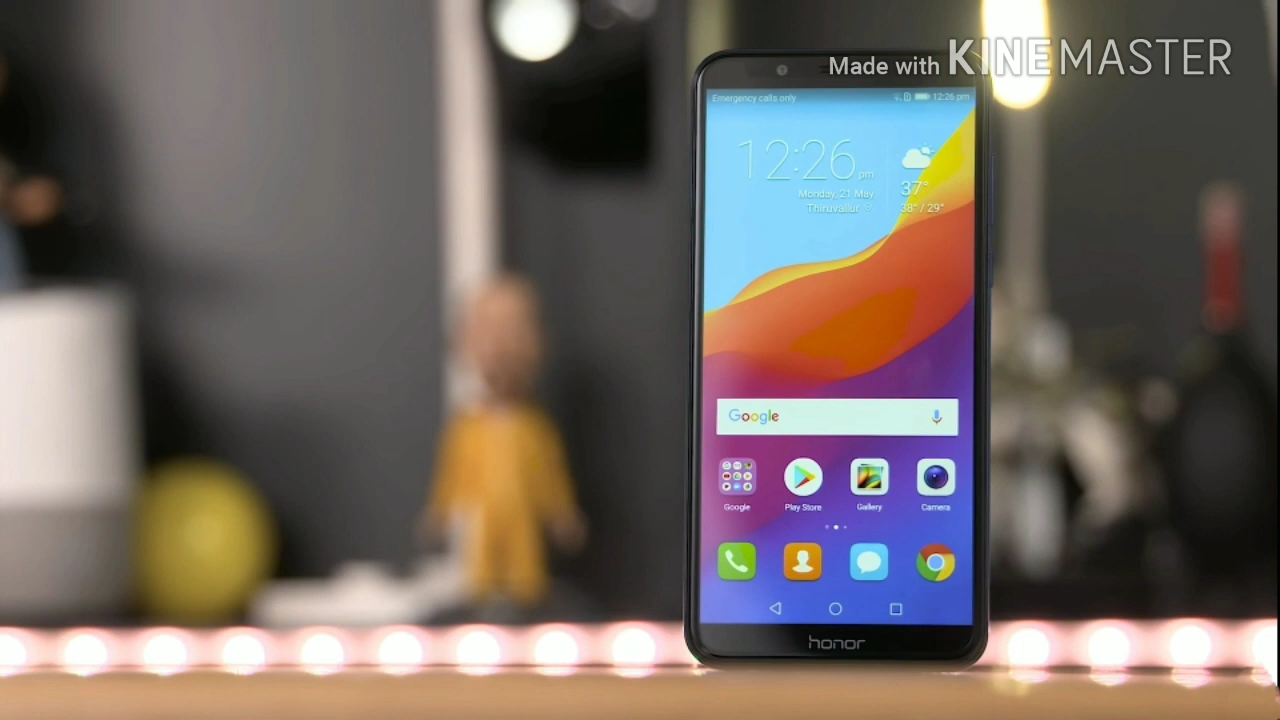 Made with KINEMASTER
Emergency calls only 12:26 pm
12:26 pm
Monday, 21 May
Thiruvallur
37°
38° / 29°
Google
Google Play Store Gallery Camera
honor